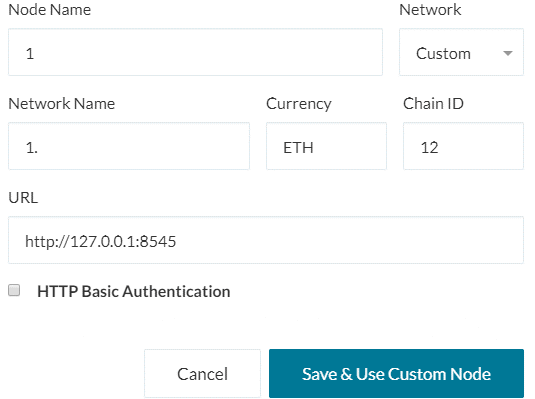 Node Name Network
1 Custom
Network Name Currency Chain ID
1. ETH 12
URL
http://127.0.0.1:8545
HTTP Basic Authentication
Cancel Save & Use Custom Node